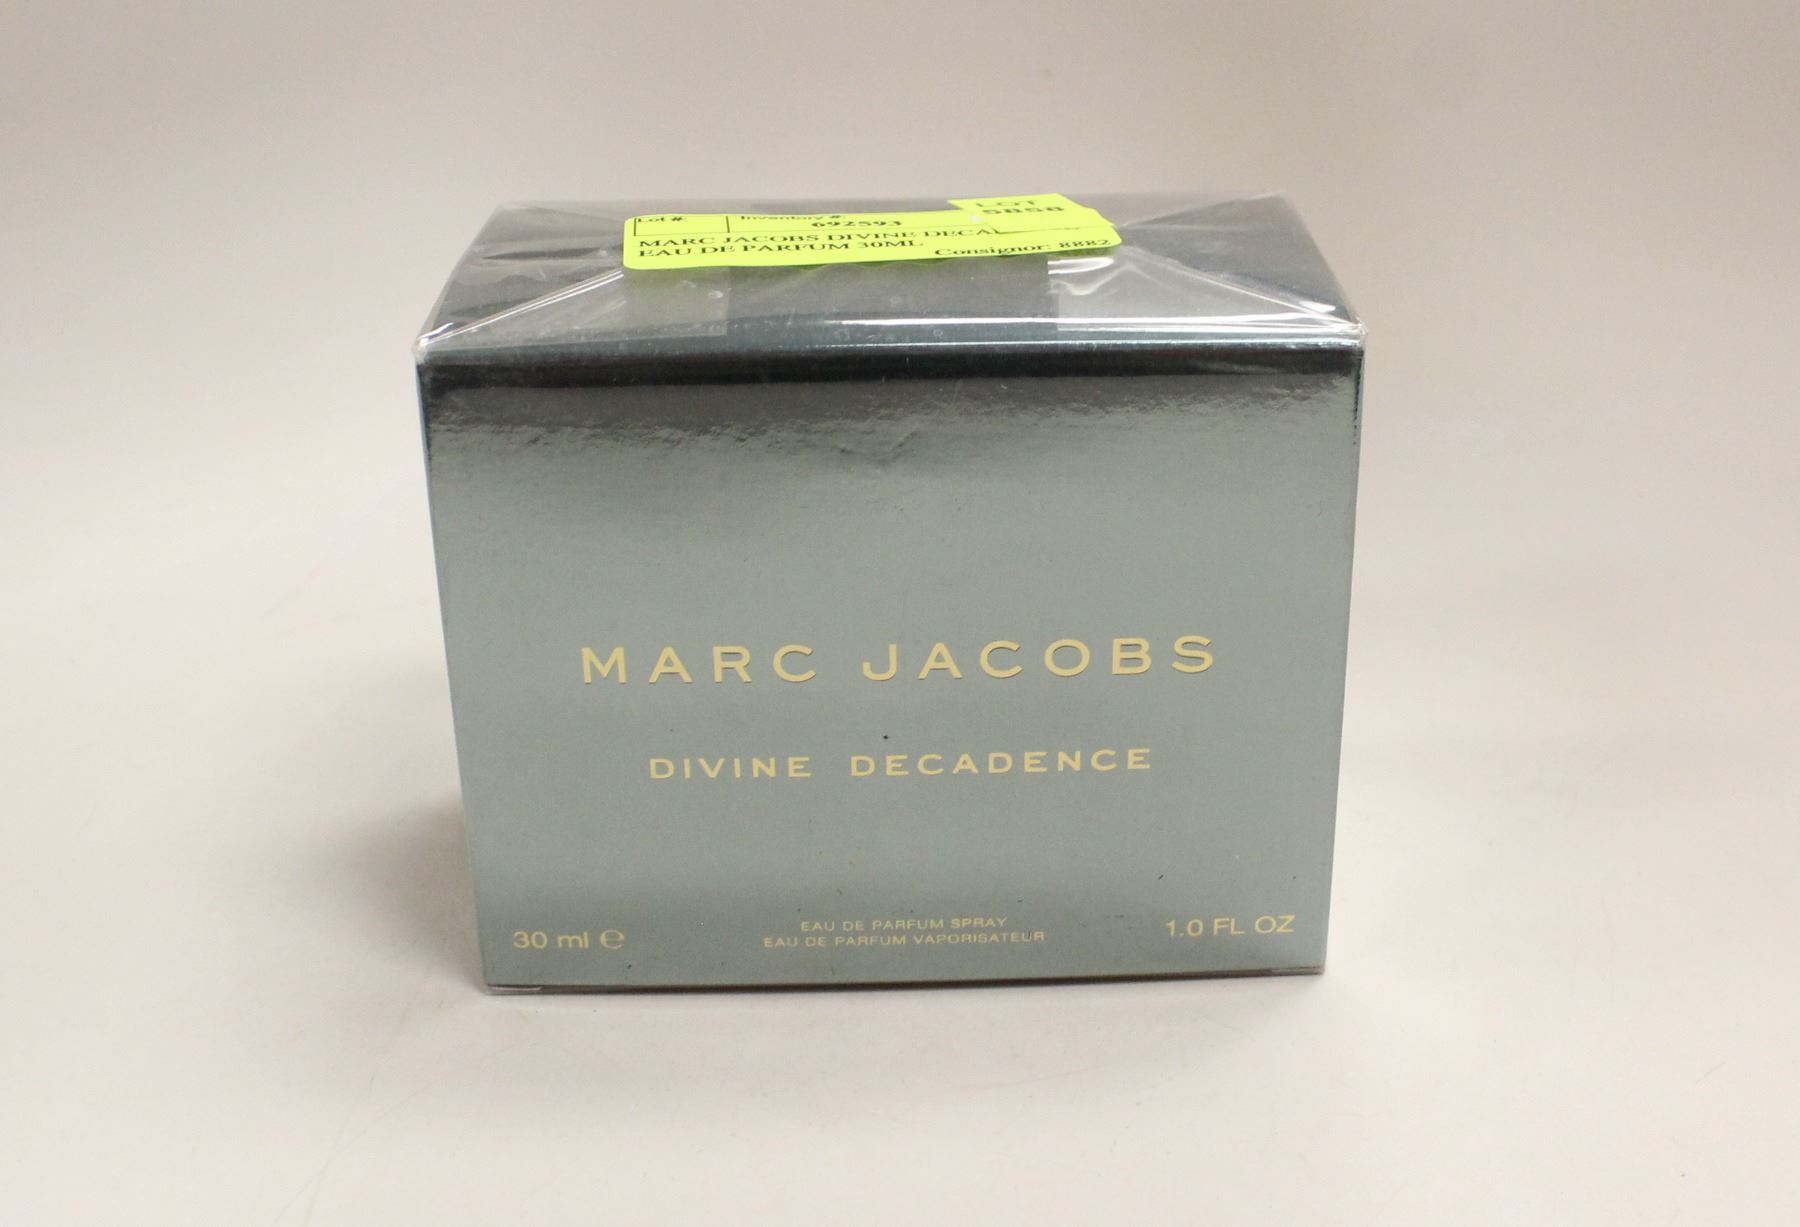 Lot #: Inventory #: LOT
692593 5858
MARC JACOBS DIVINE
EAU DE PARFUM 30ML Consignor: 8882
MARC JACOBS
DIVINE DECADENCE
EAU DE PARFUM SPRAY
30 ml ℮ EAU DE PARFUM VAPORISATEUR 1.0 FL OZ